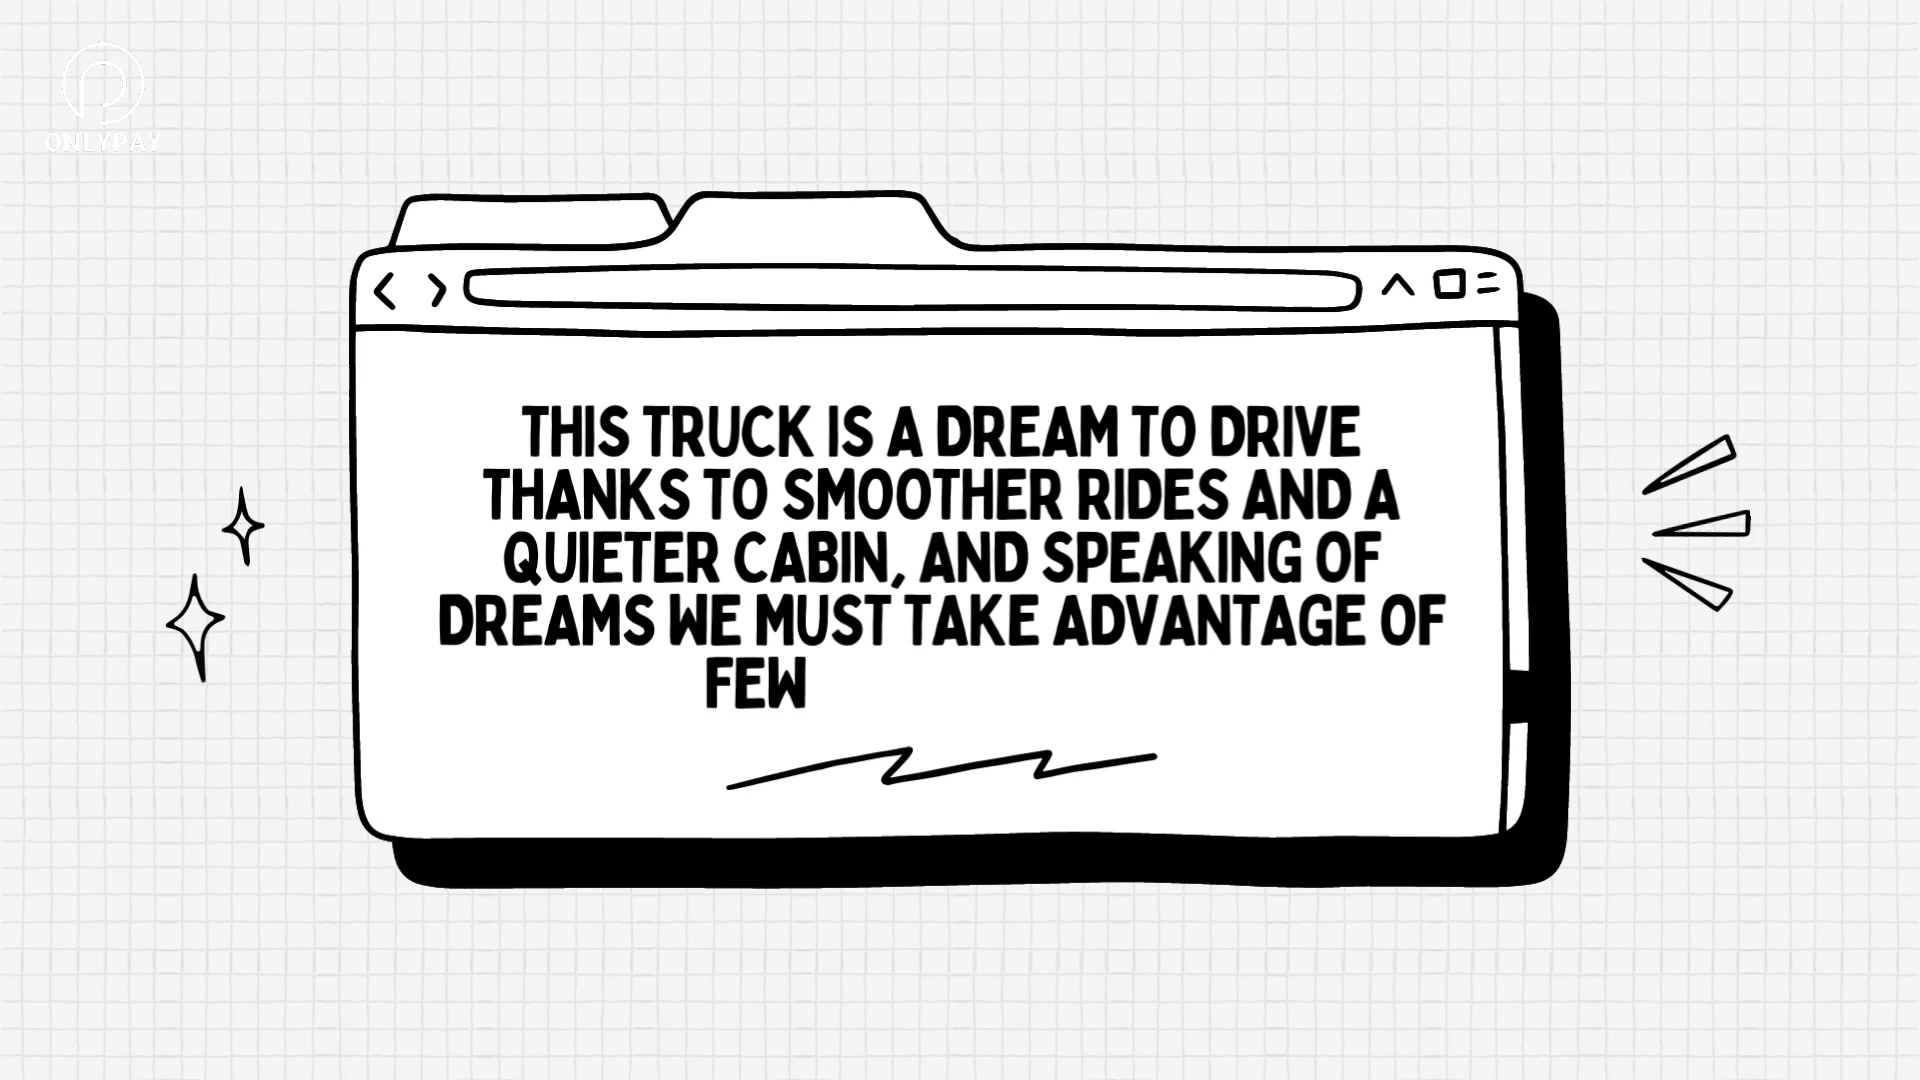 ONLYPAY
THIS TRUCK IS A DREAM TO DRIVE
THANKS TO SMOOTHER RIDES AND A
QUIETER CABIN, AND SPEAKING OF
DREAMS WE MUST TAKE ADVANTAGE OF
FEW